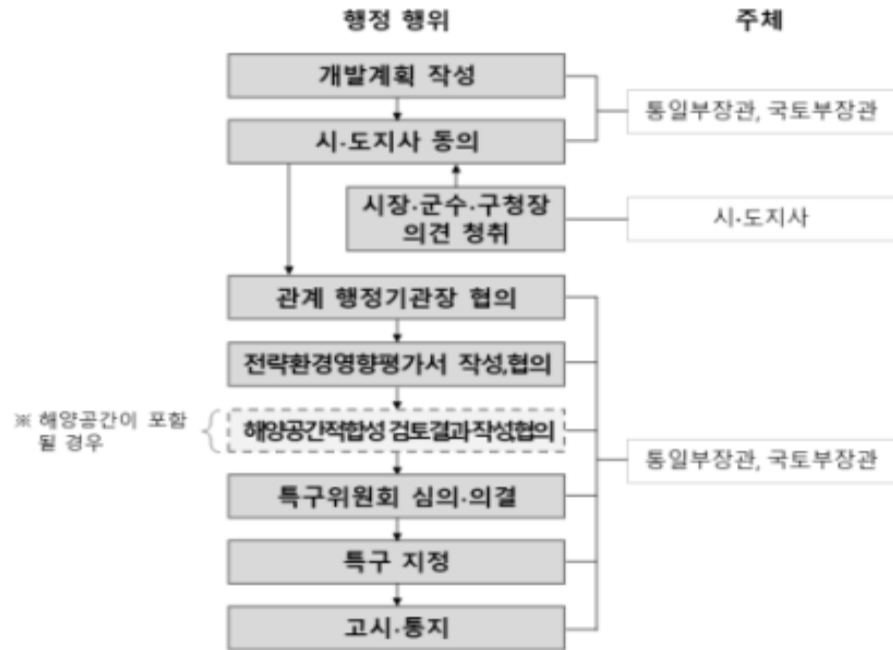 행정 행위
주체
개발계획 작성
통일부장관, 국토부장관
시·도지사 동의
시장·군수·구청장
의견 청취
시·도지사
관계 행정기관장 협의
전략환경영향평가서 작성,협의
※ 해양공간이 포함
될 경우
해양공간적합성 검토결과작성,협의
통일부장관, 국토부장관
특구위원회 심의·의결
특구 지정
고시·통지